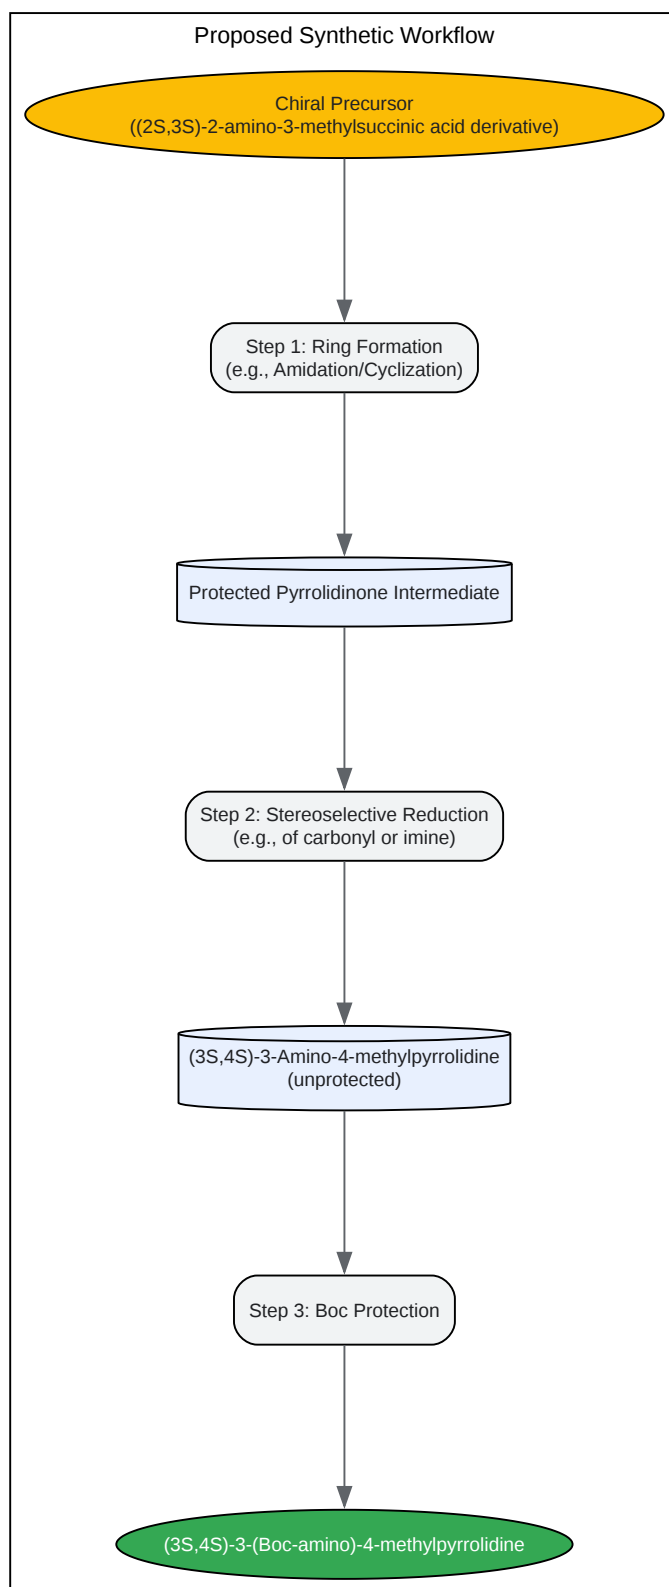 Proposed Synthetic Workflow
Chiral Precursor
((2S,3S)-2-amino-3-methylsuccinic acid derivative)
Step 1: Ring Formation
(e.g., Amidation/Cyclization)
Protected Pyrrolidinone Intermediate
Step 2: Stereoselective Reduction
(e.g., of carbonyl or imine)
(3S,4S)-3-Amino-4-methylpyrrolidine
(unprotected)
Step 3: Boc Protection
(3S,4S)-3-(Boc-amino)-4-methylpyrrolidine